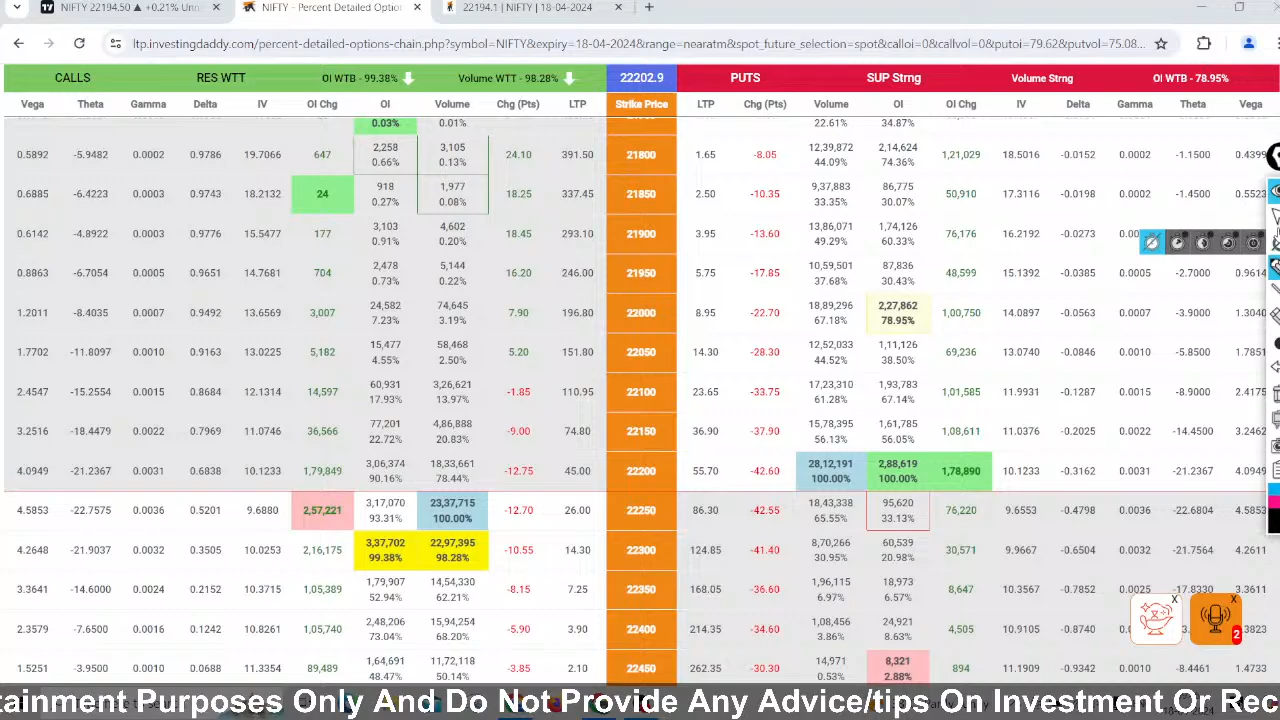 NIFTY 22194.50 ▲ +0.21% Un
NIFTY - Percent Detailed Optio
22194.1 | NIFTY | 18-04-2024
ltp.investingdaddy.com/percent-detailed-options-chain.php?symbol=NIFTY&expiry=18-04-2024&range=nearatm&spot_future_selection=spot&calloi=0&callvol=0&putoi=79.62&putvol=75.08...
CALLS RES WTT OI WTB - 99.38% Volume WTT - 98.28% 22202.9 PUTS SUP Strng Volume Strng OI WTB - 78.95%
Vega Theta Gamma Delta IV OI Chg OI Volume Chg (Pts) LTP Strike Price LTP Chg (Pts) Volume OI OI Chg IV Delta Gamma Theta Vega
0.03% 0.01% 22.61% 34.87%
0.5892 -5.9482 0.0002 0.9786 19.7066 647 2,258 3,105 24.10 391.50 21800 1.65 -8.05 12,39,872 2,14,624 1,21,029 18.5016 -0.0152 0.0002 -1.1500 0.4399
0.66% 0.13% 44.09% 74.36%
0.6885 -6.4223 0.0003 0.9743 18.2132 24 918 1,977 18.25 337.45 21850 2.50 -10.35 9,37,883 86,775 50,910 17.3116 -0.0198 0.0002 -1.4500 0.5523
0.27% 0.08% 33.35% 30.07%
0.6142 -4.8922 0.0003 0.9776 15.5477 177 3,103 4,602 18.45 293.10 21900 3.95 -13.60 13,86,071 1,74,126 76,176 16.2192 -0.0273
0.91% 0.20% 49.29% 60.33%
0.8863 -6.7054 0.0005 0.9651 14.7681 704 2,478 5,144 16.20 246.00 21950 5.75 -17.85 10,59,501 87,836 48,599 15.1392 -0.0385 0.0005 -2.7000 0.9614
0.73% 0.22% 37.68% 30.43%
1.2011 -8.4035 0.0007 0.9492 13.6569 3,007 24,582 74,645 7.90 196.80 22000 8.95 -22.70 18,89,296 2,27,862 1,00,750 14.0897 -0.0563 0.0007 -3.9000 1.3040
7.23% 3.19% 67.18% 78.95%
1.7702 -11.8097 0.0010 0.9163 13.0225 5,182 15,477 58,468 5.20 151.80 22050 14.30 -28.30 12,52,033 1,11,126 69,236 13.0740 -0.0846 0.0010 -5.8500 1.7851
4.55% 2.50% 44.52% 38.50%
2.4547 -15.2554 0.0015 0.8684 12.1314 14,597 60,931 3,26,621 -1.85 110.95 22100 23.65 -33.75 17,23,310 1,93,783 1,01,585 11.9931 -0.1287 0.0015 -8.9000 2.4175
17.93% 13.97% 61.28% 67.14%
3.2516 -18.4479 0.0022 0.7969 11.0746 36,566 77,201 4,86,888 -9.00 74.80 22150 36.90 -37.90 15,78,395 1,61,785 1,08,611 11.0376 -0.2025 0.0022 -14.4500 3.2462
22.72% 20.83% 56.13% 56.05%
4.0949 -21.2367 0.0031 0.6838 10.1233 1,79,849 3,06,374 18,33,661 -12.75 45.00 22200 55.70 -42.60 28,12,191 2,88,619 1,78,890 10.1233 -0.3162 0.0031 -21.2367 4.0949
90.16% 78.44% 100.00% 100.00%
4.5853 -22.7575 0.0036 0.5201 9.6880 2,57,221 3,17,070 23,37,715 -12.70 26.00 22250 86.30 -42.55 18,43,338 95,620 76,220 9.6553 -0.4798 0.0036 -22.6804 4.5853
93.31% 100.00% 65.55% 33.13%
4.2648 -21.9037 0.0032 0.3505 10.0253 2,16,175 3,37,702 22,97,395 -10.55 14.30 22300 124.85 -41.40 8,70,266 60,539 30,571 9.9667 -0.6504 0.0032 -21.7564 4.2611
99.38% 98.28% 30.95% 20.98%
3.3641 -14.6000 0.0024 0.2152 10.3715 1,05,389 1,79,907 14,54,330 -8.15 7.25 22350 168.05 -36.60 1,96,115 18,973 8,647 10.3567 -0.7852 0.0025 -17.8330 3.3661
52.94% 62.21% 6.97% 6.57%
2.3579 -7.6500 0.0016 0.1242 10.8261 1,05,740 2,48,206 15,94,254 -5.90 3.90 22400 214.35 -34.60 1,08,456 24,921 4,505 10.9105 -0.8740 .3823
73.04% 68.20% 3.86% 8.63%
1.5251 -3.9500 0.0010 0.0688 11.3354 89,489 1,64,691 11,72,118 -3.85 2.10 22450 262.35 -30.30 14,971 8,321 894 11.1909 -0.9342 0.0010 -8.4461 1.4733
48.47% 50.14% 0.53% 2.88%
X X
2
tainment Purposes Only And Do Not Provide Any Advice/tips On Investment Or Rec